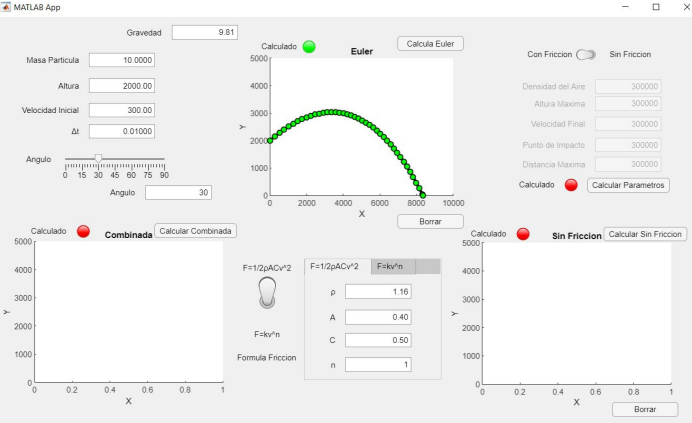 MATLAB App
Gravedad 9.81
Masa Particula 10.0000
Altura 2000.00
Velocidad Inicial 300.00
Δt 0.01000
Angulo
0 15 30 45 60 75 90
Angulo 30
Calculado
Euler
Calcula Euler
5000
4000
3000
2000
1000
0
Y
0 2000 4000 6000 8000 10000
X
Borrar
Con Friccion Sin Friccion
Densidad del Aire 300000
Altura Maxima 300000
Velocidad Final 300000
Punto de Impacto 300000
Distancia Maxima 300000
Calculado Calcular Parametros
Calculado Combinada Calcular Combinada
5000
4000
3000
2000
1000
0
Y
0 0.2 0.4 0.6 0.8 1
X
F=1/2ρACv^2
F=kv^n
Formula Friccion
F=1/2ρACv^2 F=kv^n
ρ 1.16
A 0.40
C 0.50
n 1
Calculado Sin Friccion Calcular Sin Friccion
5000
4000
3000
2000
1000
0
Y
0 0.2 0.4 0.6 0.8 1
X
Borrar